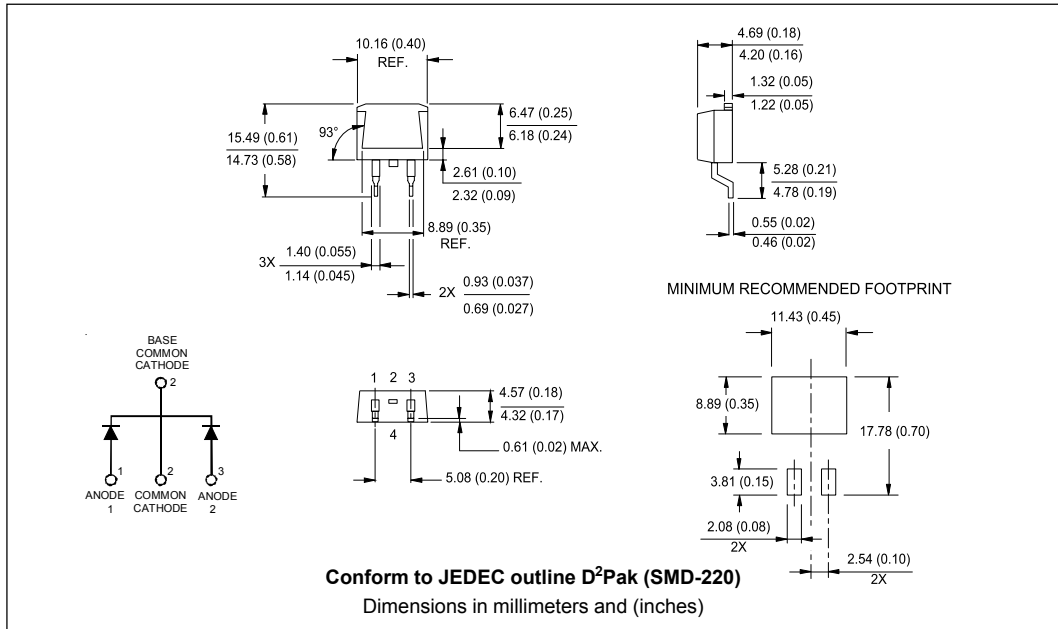 10.16 (0.40)
REF.
93°
15.49 (0.61)
14.73 (0.58)
6.47 (0.25)
6.18 (0.24)
2.61 (0.10)
2.32 (0.09)
8.89 (0.35)
REF.
3X
1.40 (0.055)
1.14 (0.045)
2X
0.93 (0.037)
0.69 (0.027)
4.69 (0.18)
4.20 (0.16)
1.32 (0.05)
1.22 (0.05)
5.28 (0.21)
4.78 (0.19)
0.55 (0.02)
0.46 (0.02)
BASE
COMMON
CATHODE
2
1
2
3
ANODE
1
COMMON
CATHODE
ANODE
2
1 2 3
4
4.57 (0.18)
4.32 (0.17)
0.61 (0.02) MAX.
5.08 (0.20) REF.
MINIMUM RECOMMENDED FOOTPRINT
11.43 (0.45)
8.89 (0.35)
17.78 (0.70)
3.81 (0.15)
2.08 (0.08)
2X
2.54 (0.10)
2X
Conform to JEDEC outline D²Pak (SMD-220)
Dimensions in millimeters and (inches)